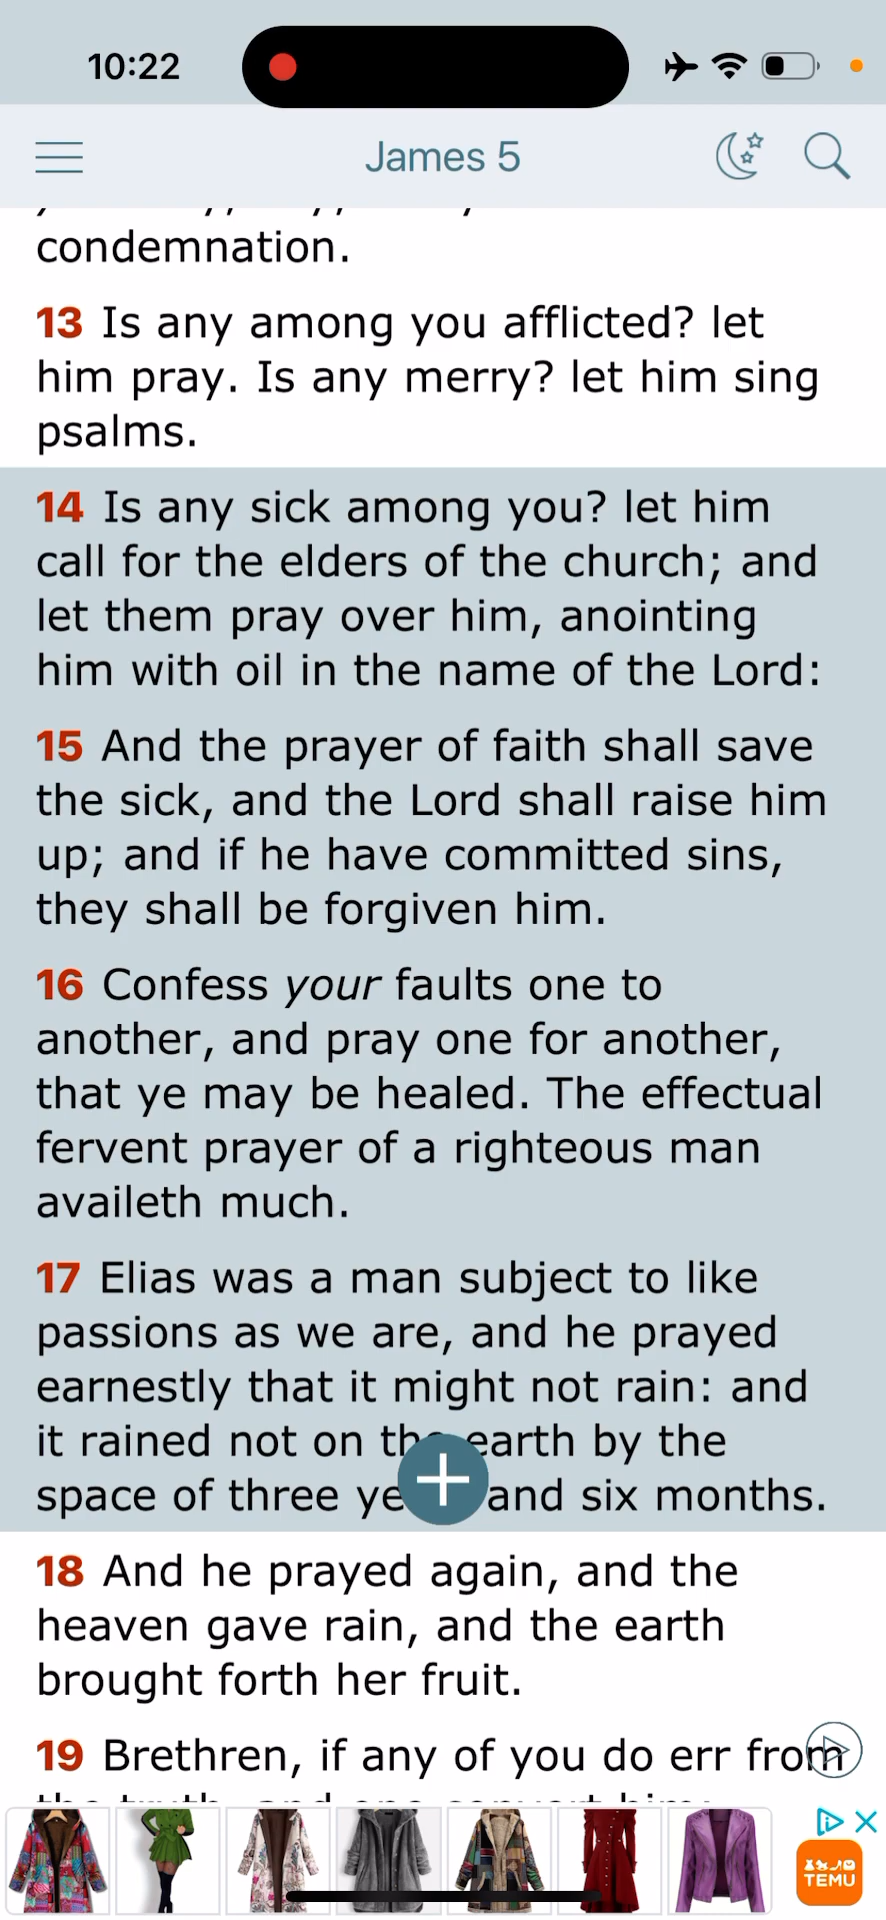 10:22
James 5
condemnation.
13 Is any among you afflicted? let
him pray. Is any merry? let him sing
psalms.
14 Is any sick among you? let him
call for the elders of the church; and
let them pray over him, anointing
him with oil in the name of the Lord:
15 And the prayer of faith shall save
the sick, and the Lord shall raise him
up; and if he have committed sins,
they shall be forgiven him.
16 Confess your faults one to
another, and pray one for another,
that ye may be healed. The effectual
fervent prayer of a righteous man
availeth much.
17 Elias was a man subject to like
passions as we are, and he prayed
earnestly that it might not rain: and
it rained not on the earth by the
space of three ye and six months.
18 And he prayed again, and the
heaven gave rain, and the earth
brought forth her fruit.
19 Brethren, if any of you do err from
TEMU